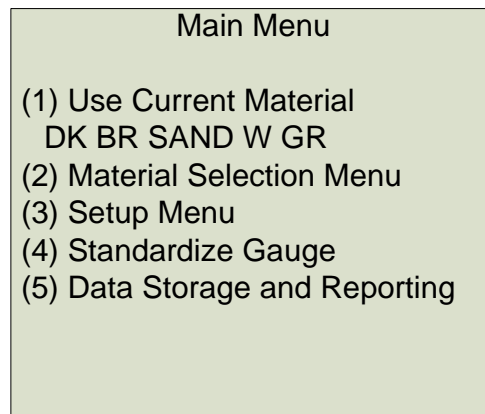 Main Menu
(1) Use Current Material
DK BR SAND W GR
(2) Material Selection Menu
(3) Setup Menu
(4) Standardize Gauge
(5) Data Storage and Reporting